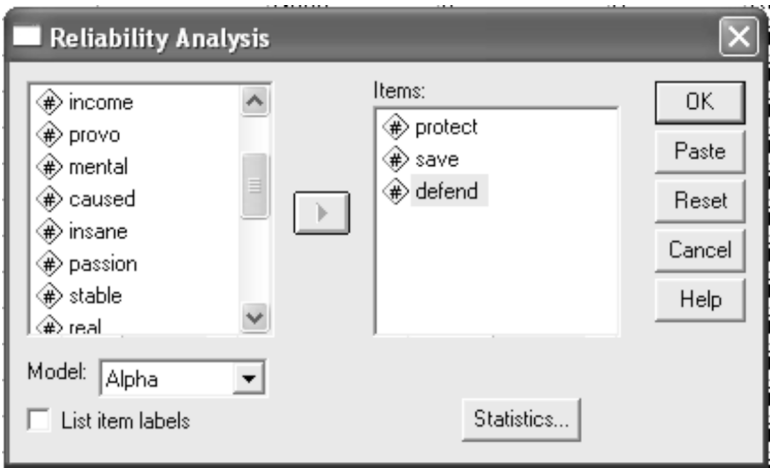 Reliability Analysis
income
provo
mental
caused
insane
passion
stable
real
Model: Alpha
List item labels
Items:
protect
save
defend
Statistics...
OK
Paste
Reset
Cancel
Help